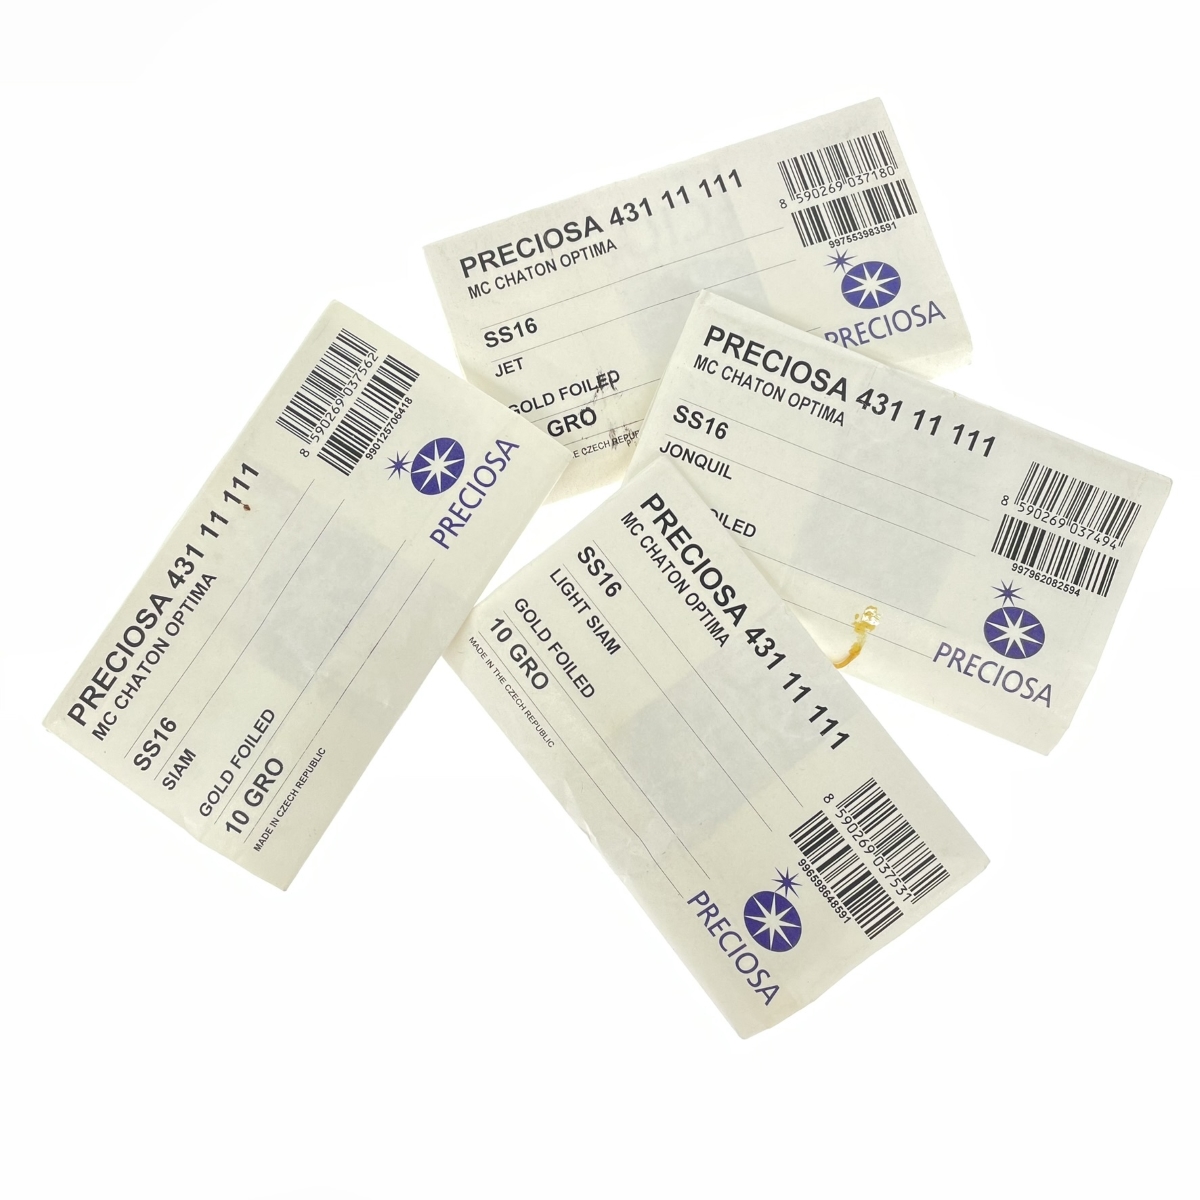 PRECIOSA 431 11 111
MC CHATON OPTIMA
SS16
JET
GOLD FOILED
GRO
E CZECH REPUB
8 590269 037180
997553983591
PRECIOSA
PRECIOSA 431 11 111
MC CHATON OPTIMA
SS16
JONQUIL
OILED
8 590269 037494
997962082594
PRECIOSA
PRECIOSA 431 11 111
MC CHATON OPTIMA
SS16
SIAM
GOLD FOILED
10 GRO
MADE IN CZECH REPUBLIC
8 590269 037562
990125706418
PRECIOSA
PRECIOSA 431 11 111
MC CHATON OPTIMA
SS16
LIGHT SIAM
GOLD FOILED
10 GRO
MADE IN THE CZECH REPUBLIC
8 590269 037531
996598648591
PRECIOSA